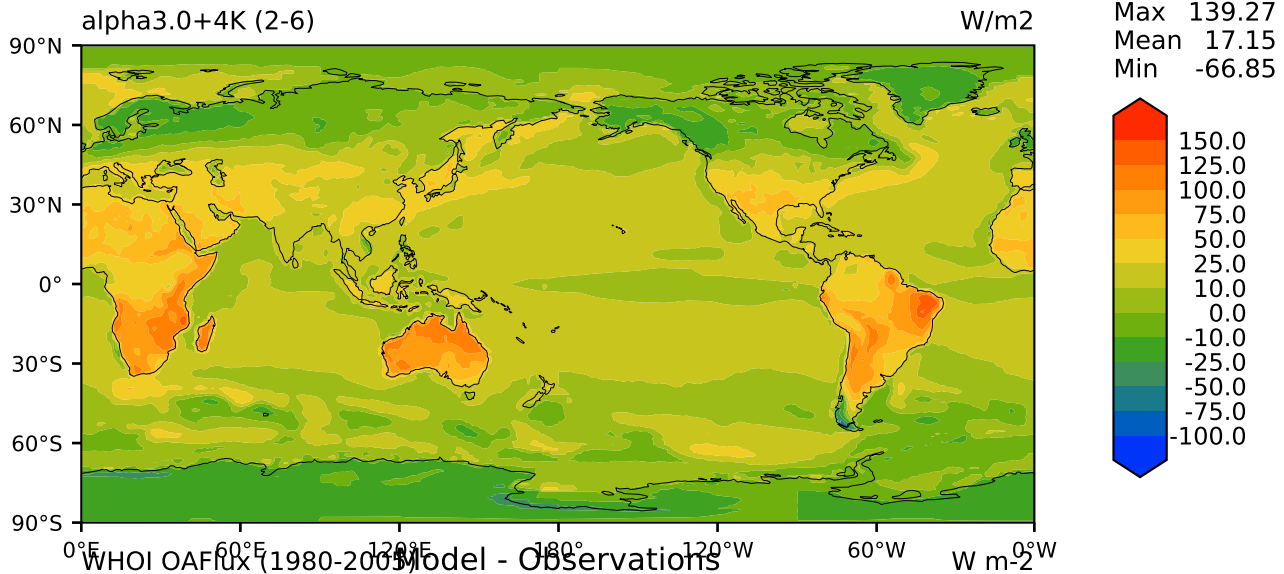 alpha3.0+4K (2-6) W/m2
Max 139.27
Mean 17.15
Min -66.85
90°N
60°N
30°N
0°
30°S
60°S
90°S
150.0
125.0
100.0
75.0
50.0
25.0
10.0
0.0
-10.0
-25.0
-50.0
-75.0
-100.0
0°E 60°E 120°E 180° 120°W 60°W 0°W
WHOI OAFlux (1980-2005) Model - Observations W m-2